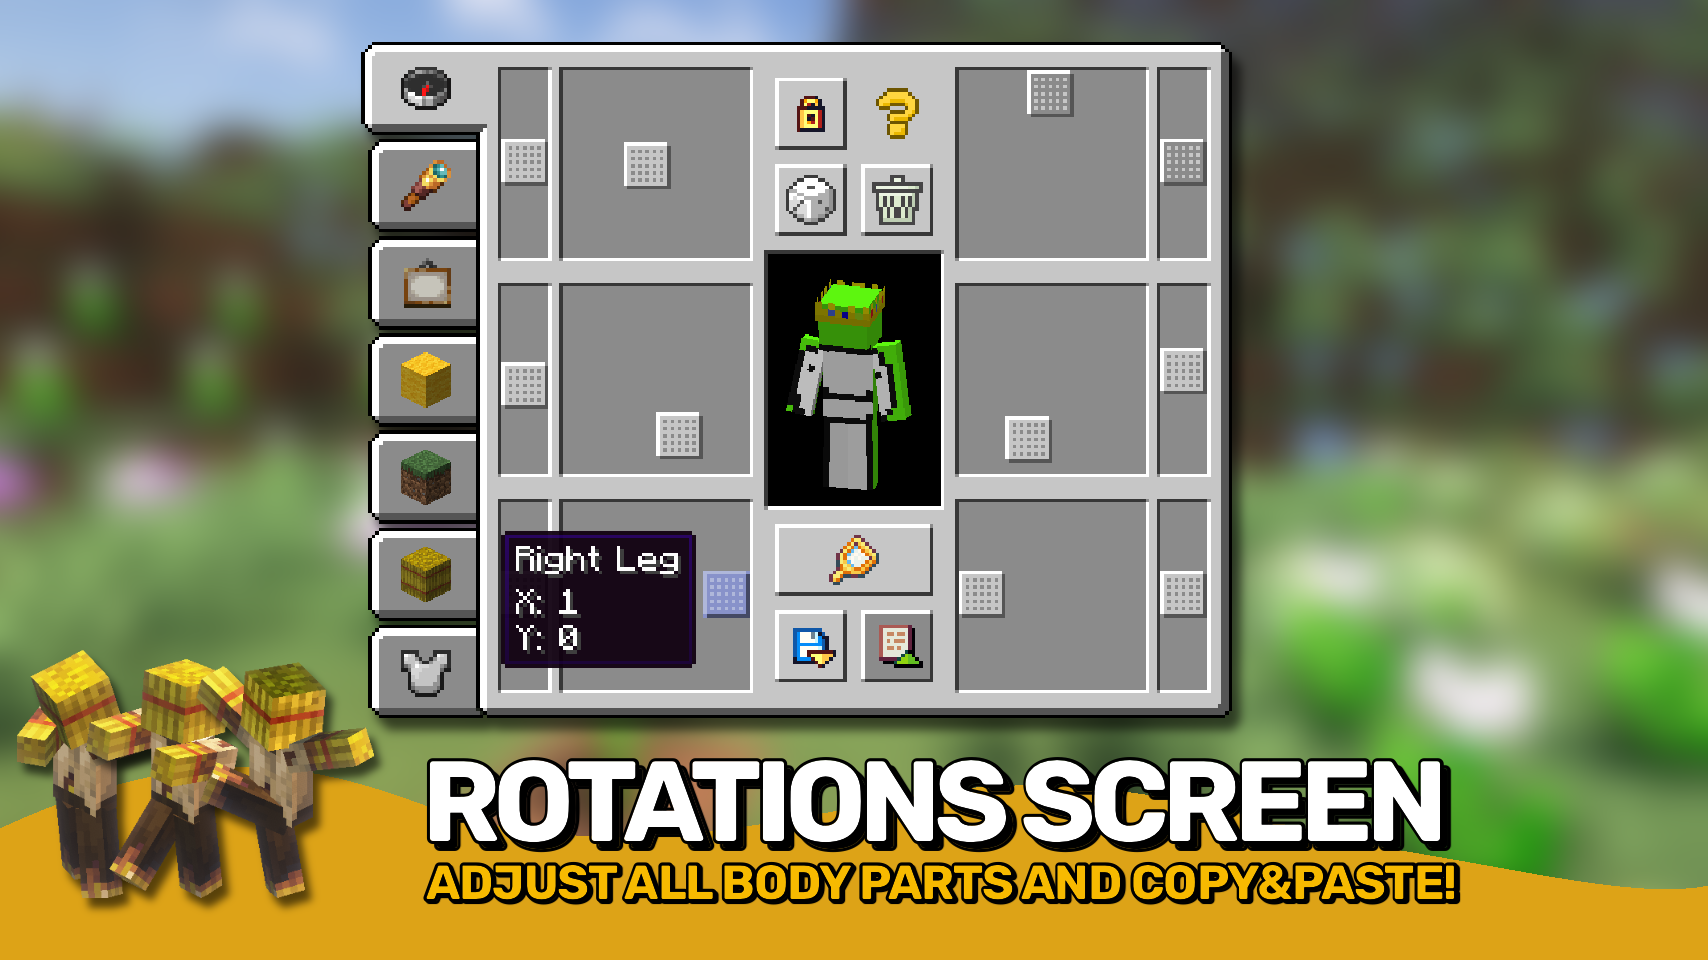 Right Leg
X: 1
Y: 0
ROTATIONS SCREEN
ADJUST ALL BODY PARTS AND COPY&PASTE!